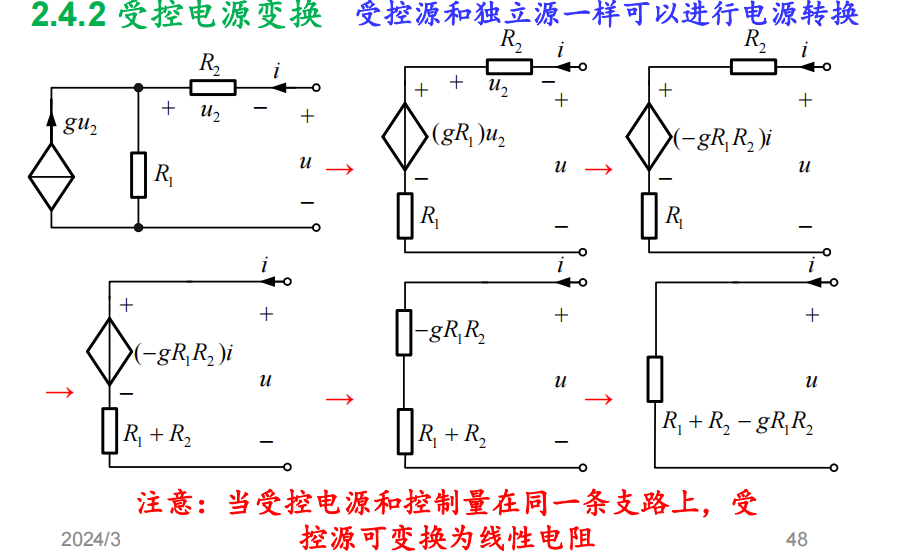 2.4.2 受控电源变换 受控源和独立源一样可以进行电源转换
R₂ i
gu₂ + u₂ − +
R₁ u
−
→
R₂ i
+ + u₂ − +
(gR₁)u₂ u
−
R₁ −
→
R₂ i
+ +
(−gR₁R₂)i u
−
R₁ −
→
i
+ +
(−gR₁R₂)i u
−
R₁ + R₂ −
→
i
+
−gR₁R₂
u
R₁ + R₂ −
→
i
+
u
R₁ + R₂ − gR₁R₂
注意：当受控电源和控制量在同一条支路上，受
控源可变换为线性电阻
2024/3 48